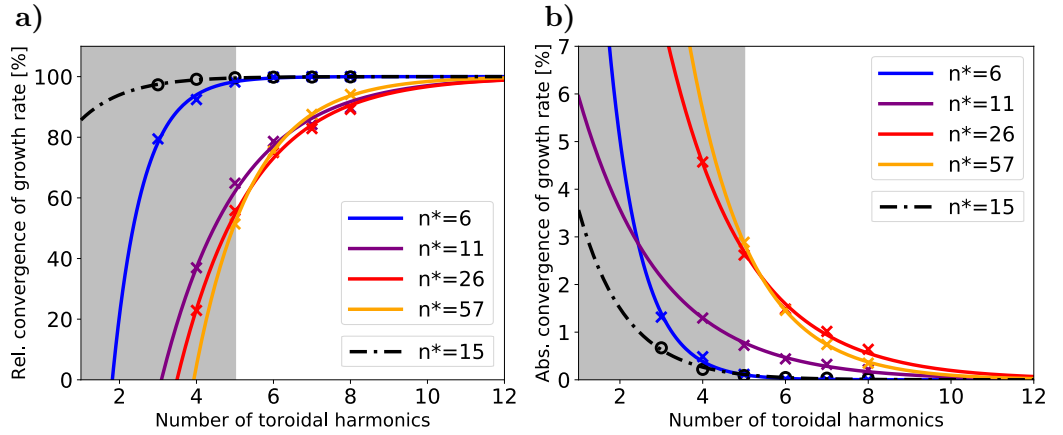 a)
Rel. convergence of growth rate [%]
100
80
60
40
20
0
2 4 6 8 10 12
Number of toroidal harmonics
n*=6
n*=11
n*=26
n*=57
n*=15
b)
Abs. convergence of growth rate [%]
7
6
5
4
3
2
1
0
2 4 6 8 10 12
Number of toroidal harmonics
n*=6
n*=11
n*=26
n*=57
n*=15